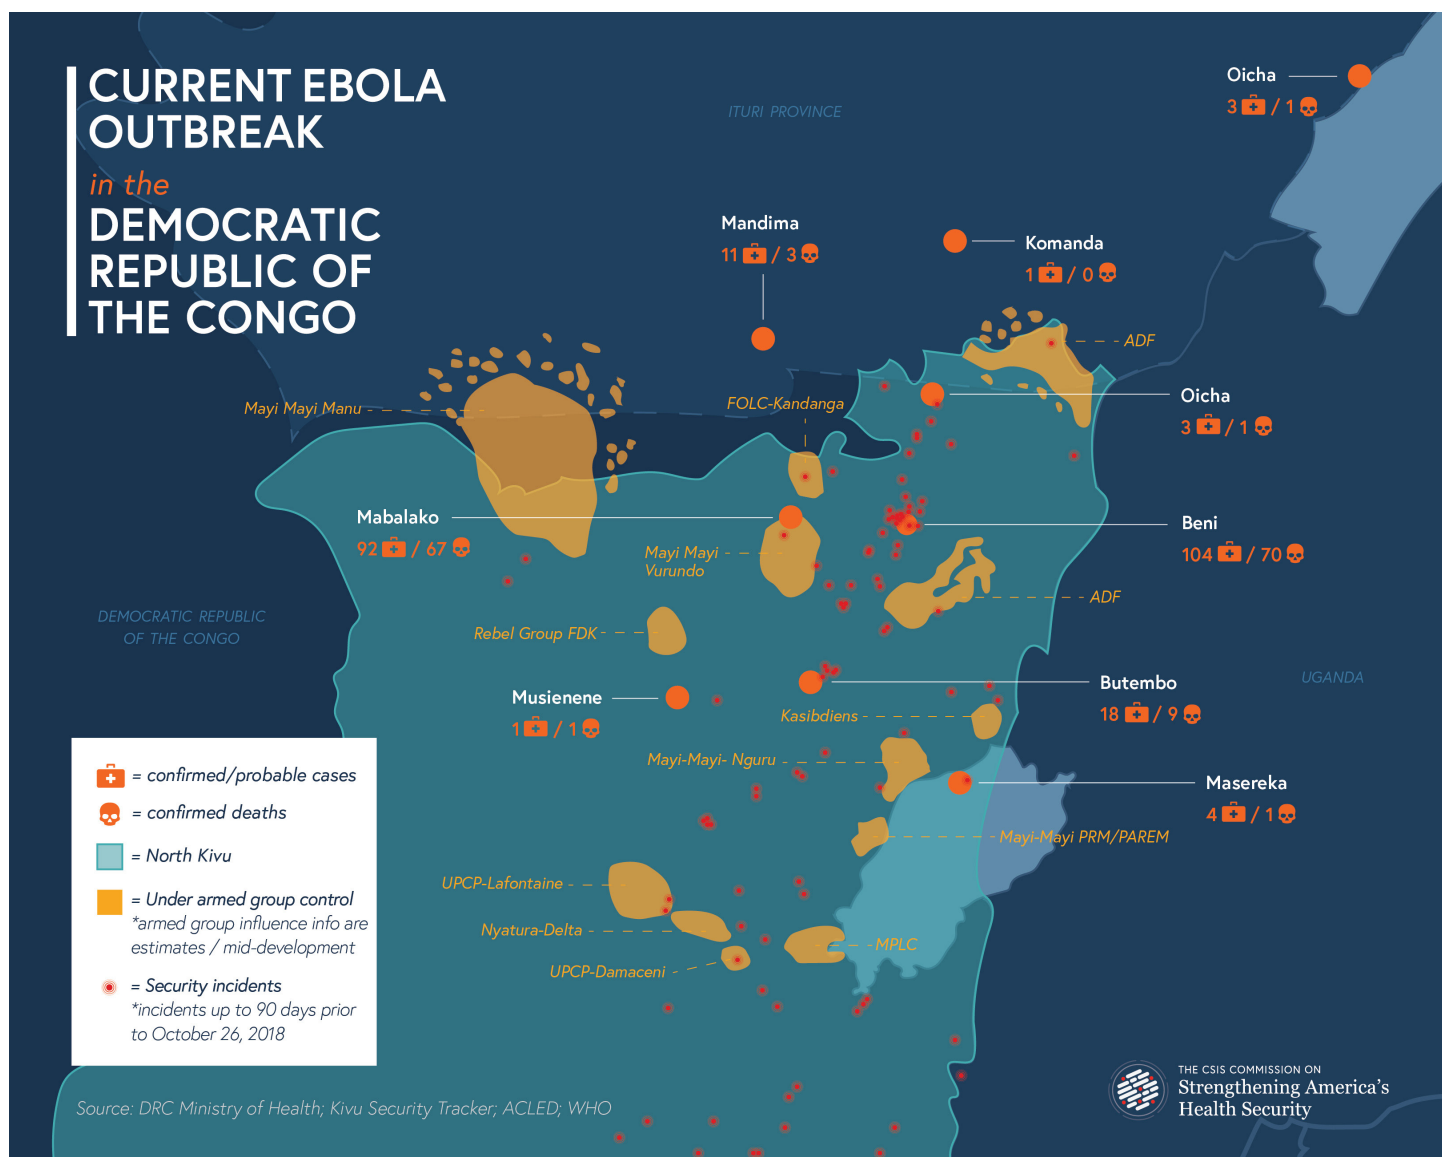 CURRENT EBOLA
OUTBREAK
in the
DEMOCRATIC
REPUBLIC OF
THE CONGO
ITURI PROVINCE
Oicha
3 / 1
Mandima
11 / 3
Komanda
1 / 0
ADF
Mayi Mayi Manu
FOLC-Kandanga
Oicha
3 / 1
Mabalako
92 / 67
Beni
104 / 70
Mayi Mayi
Vurundo
ADF
DEMOCRATIC REPUBLIC
OF THE CONGO
Rebel Group FDK
UGANDA
Musienene
1 / 1
Butembo
18 / 9
Kasibdiens
Mayi-Mayi- Nguru
Masereka
4 / 1
Mayi-Mayi PRM/PAREM
UPCP-Lafontaine
Nyatura-Delta
MPLC
UPCP-Damaceni
= confirmed/probable cases
= confirmed deaths
= North Kivu
= Under armed group control
*armed group influence info are
estimates / mid-development
= Security incidents
*incidents up to 90 days prior
to October 26, 2018
Source: DRC Ministry of Health; Kivu Security Tracker; ACLED; WHO
THE CSIS COMMISSION ON
Strengthening America's
Health Security